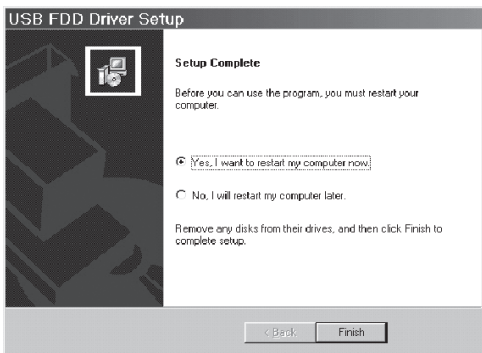 USB FDD Driver Setup
Setup Complete
Before you can use the program, you must restart your
computer.
Yes, I want to restart my computer now.
No, I will restart my computer later.
Remove any disks from their drives, and then click Finish to
complete setup.
< Back
Finish